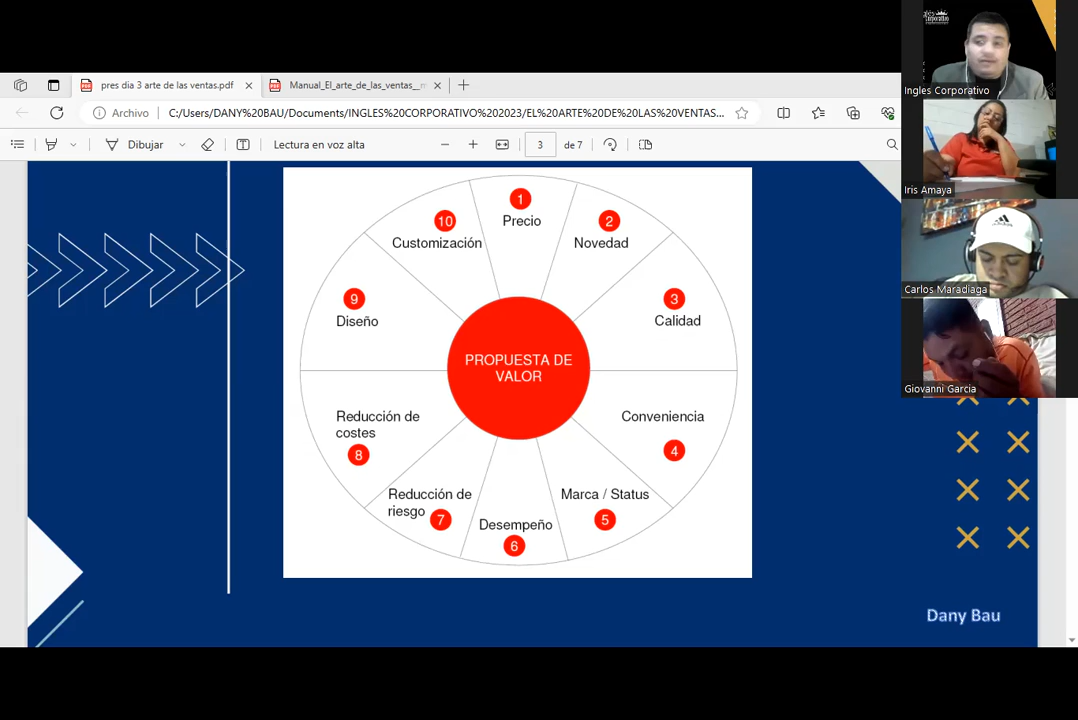 pres dia 3 arte de las ventas.pdf
Manual_El_arte_de_las_ventas_
Archivo
C:/Users/DANY%20BAU/Documents/INGLES%20CORPORATIVO%202023/EL%20ARTE%20DE%20LAS%20VENTAS...
Dibujar
Lectura en voz alta
3
de 7
1
Precio
2
Novedad
3
Calidad
Conveniencia
4
Marca / Status
5
Desempeño
6
Reducción de
riesgo 7
Reducción de
costes
8
9
Diseño
10
Customización
PROPUESTA DE
VALOR
Dany Bau
Ingles Corporativo
Iris Amaya
Carlos Maradiaga
Giovanni Garcia